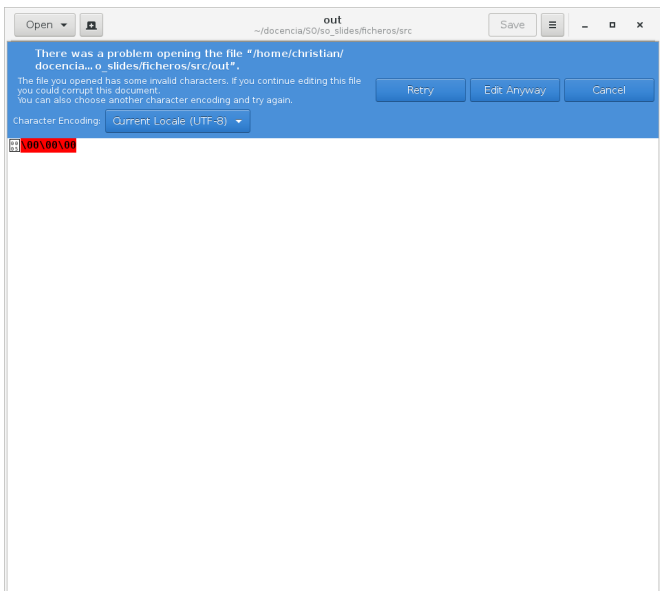 Open
out
~/docencia/SO/so_slides/ficheros/src
Save
There was a problem opening the file “/home/christian/
docencia…o_slides/ficheros/src/out”.
The file you opened has some invalid characters. If you continue editing this file
you could corrupt this document.
You can also choose another character encoding and try again.
Retry
Edit Anyway
Cancel
Character Encoding:
Current Locale (UTF-8)
\00\00\00